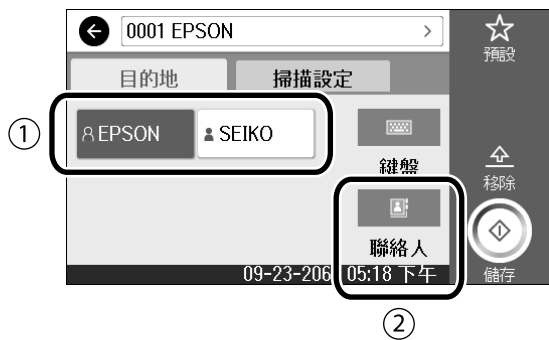 0001 EPSON
預設
目的地
掃描設定
①
EPSON
SEIKO
鍵盤
移除
聯絡人
09-23-206 05:18 下午
儲存
②